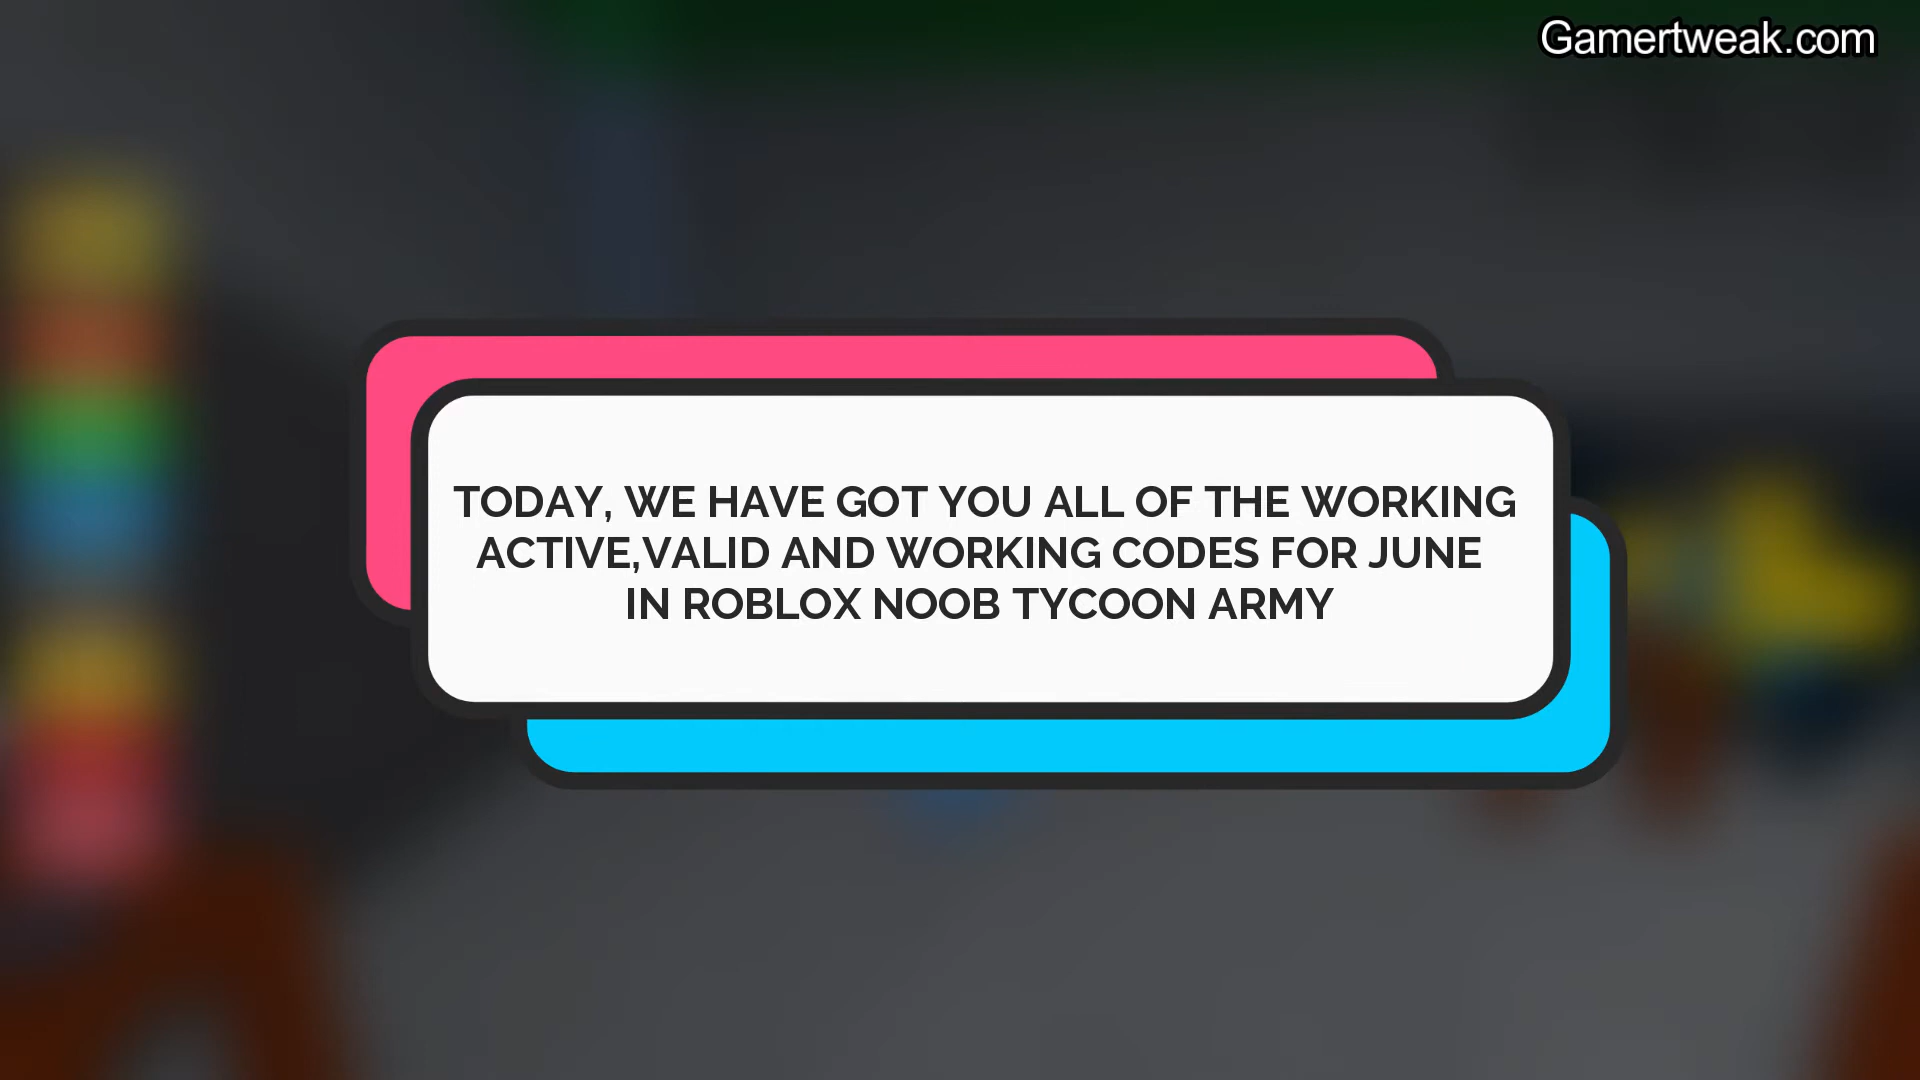 Gamertweak.com
TODAY, WE HAVE GOT YOU ALL OF THE WORKING
ACTIVE,VALID AND WORKING CODES FOR JUNE
IN ROBLOX NOOB TYCOON ARMY